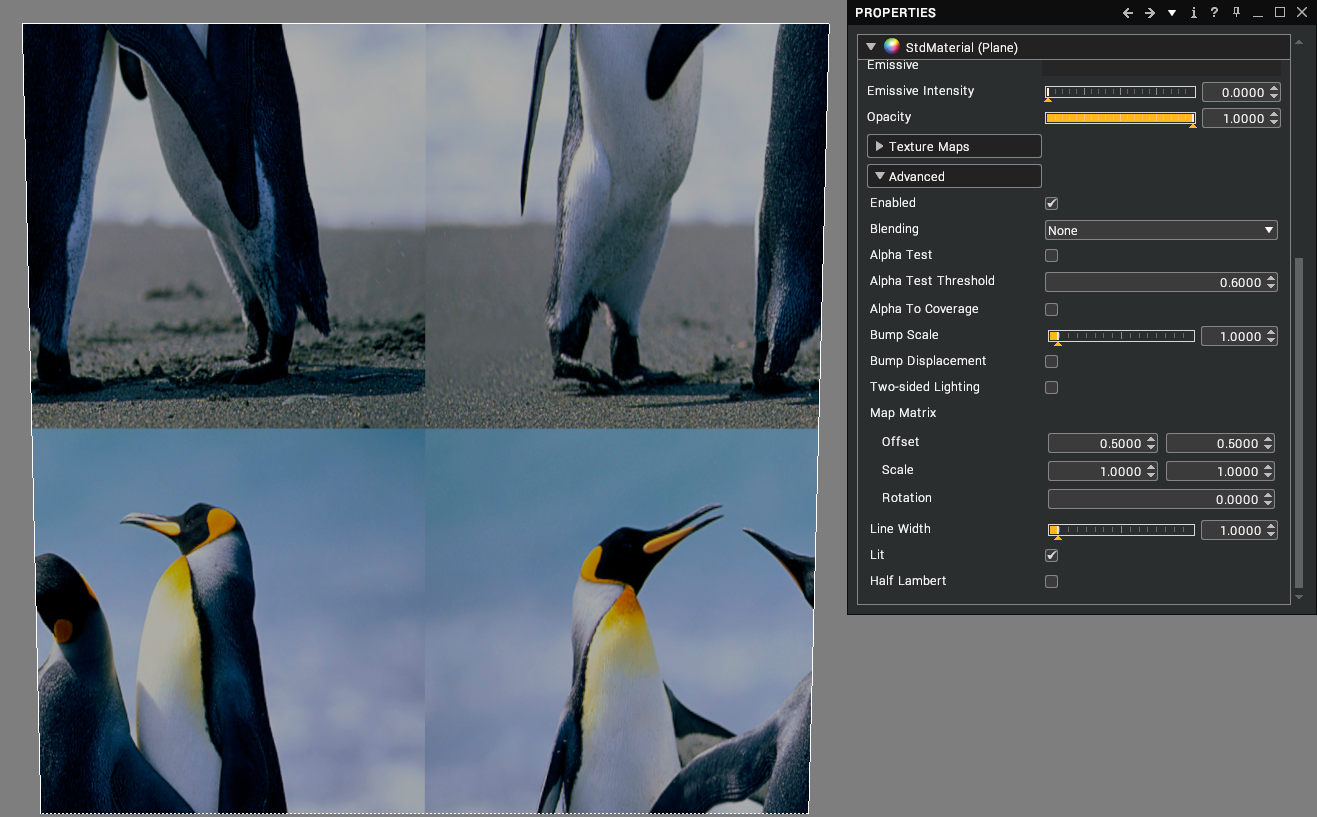 PROPERTIES
StdMaterial (Plane)
Emissive
Emissive Intensity 0.0000
Opacity 1.0000
Texture Maps
Advanced
Enabled
Blending None
Alpha Test
Alpha Test Threshold 0.6000
Alpha To Coverage
Bump Scale 1.0000
Bump Displacement
Two-sided Lighting
Map Matrix
Offset 0.5000 0.5000
Scale 1.0000 1.0000
Rotation 0.0000
Line Width 1.0000
Lit
Half Lambert